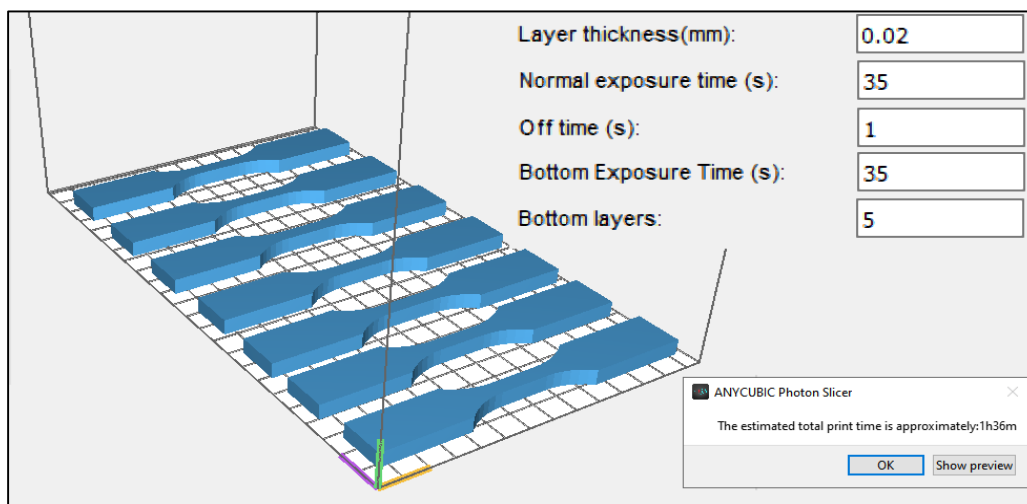 Layer thickness(mm): 0.02
Normal exposure time (s): 35
Off time (s): 1
Bottom Exposure Time (s): 35
Bottom layers: 5
ANYCUBIC Photon Slicer
The estimated total print time is approximately:1h36m
OK Show preview